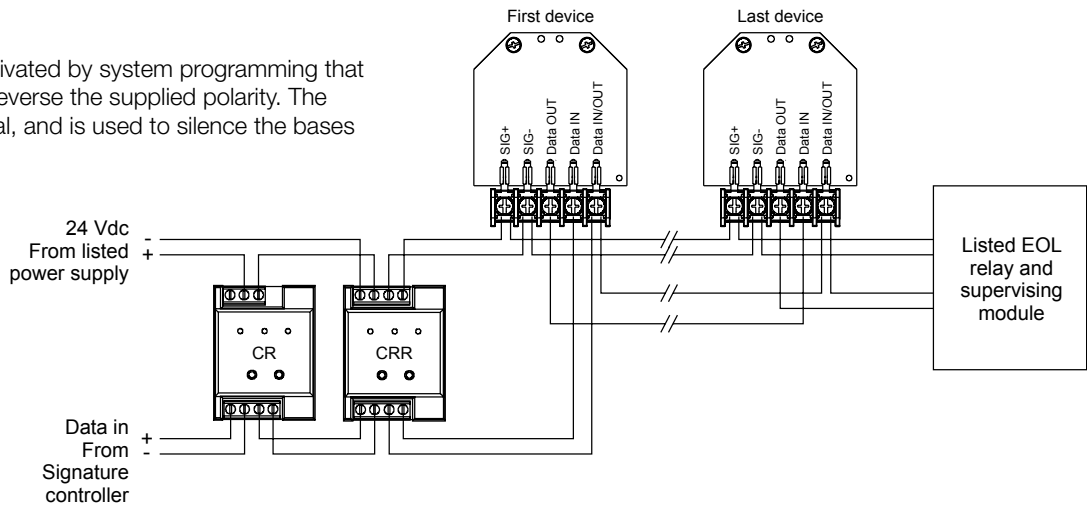 First device
Last device
ivated by system programming that
everse the supplied polarity. The
al, and is used to silence the bases
SIG+
SIG-
Data OUT
Data IN
Data IN/OUT
SIG+
SIG-
Data OUT
Data IN
Data IN/OUT
24 Vdc -
From listed +
power supply
CR
CRR
Listed EOL
relay and
supervising
module
Data in +
From -
Signature
controller